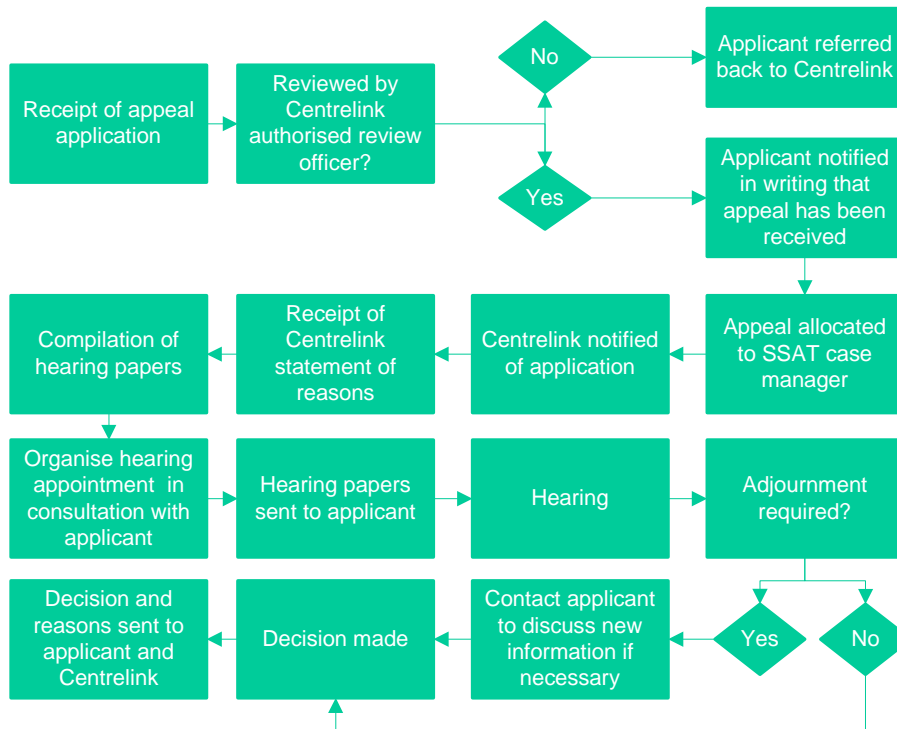 Receipt of appeal
application
Reviewed by
Centrelink
authorised review
officer?
No
Applicant referred
back to Centrelink
Yes
Applicant notified
in writing that
appeal has been
received
Appeal allocated
to SSAT case
manager
Centrelink notified
of application
Receipt of
Centrelink
statement of
reasons
Compilation of
hearing papers
Organise hearing
appointment in
consultation with
applicant
Hearing papers
sent to applicant
Hearing
Adjournment
required?
Yes
No
Contact applicant
to discuss new
information if
necessary
Decision made
Decision and
reasons sent to
applicant and
Centrelink